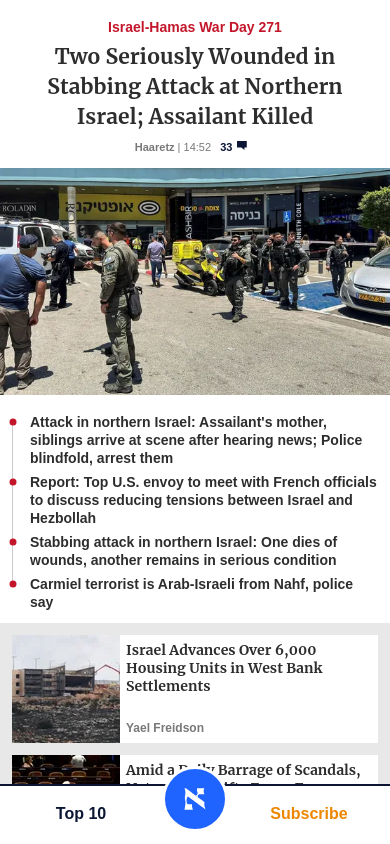 Israel-Hamas War Day 271
Two Seriously Wounded in
Stabbing Attack at Northern
Israel; Assailant Killed
Haaretz | 14:52 33
ROLADIN
אופטיקנה
כניסה
KENNETH COLE
Attack in northern Israel: Assailant's mother,
siblings arrive at scene after hearing news; Police
blindfold, arrest them
Report: Top U.S. envoy to meet with French officials
to discuss reducing tensions between Israel and
Hezbollah
Stabbing attack in northern Israel: One dies of
wounds, another remains in serious condition
Carmiel terrorist is Arab-Israeli from Nahf, police
say
Israel Advances Over 6,000
Housing Units in West Bank
Settlements
Yael Freidson
Amid a Daily Barrage of Scandals,
Top 10
Subscribe